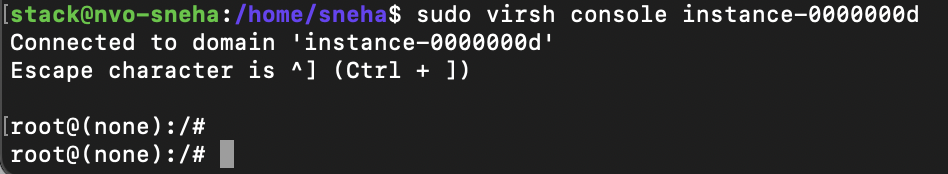 [stack@nvo-sneha:/home/sneha$ sudo virsh console instance-0000000d
Connected to domain 'instance-0000000d'
Escape character is ^] (Ctrl + ])
[root@(none):/#
root@(none):/#